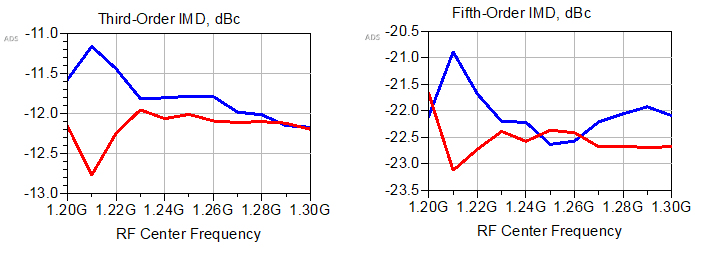 Third-Order IMD, dBc
ADS
-11.0
-11.5
-12.0
-12.5
-13.0
1.20G 1.22G 1.24G 1.26G 1.28G 1.30G
RF Center Frequency
Fifth-Order IMD, dBc
ADS
-20.5
-21.0
-21.5
-22.0
-22.5
-23.0
-23.5
1.20G 1.22G 1.24G 1.26G 1.28G 1.30G
RF Center Frequency